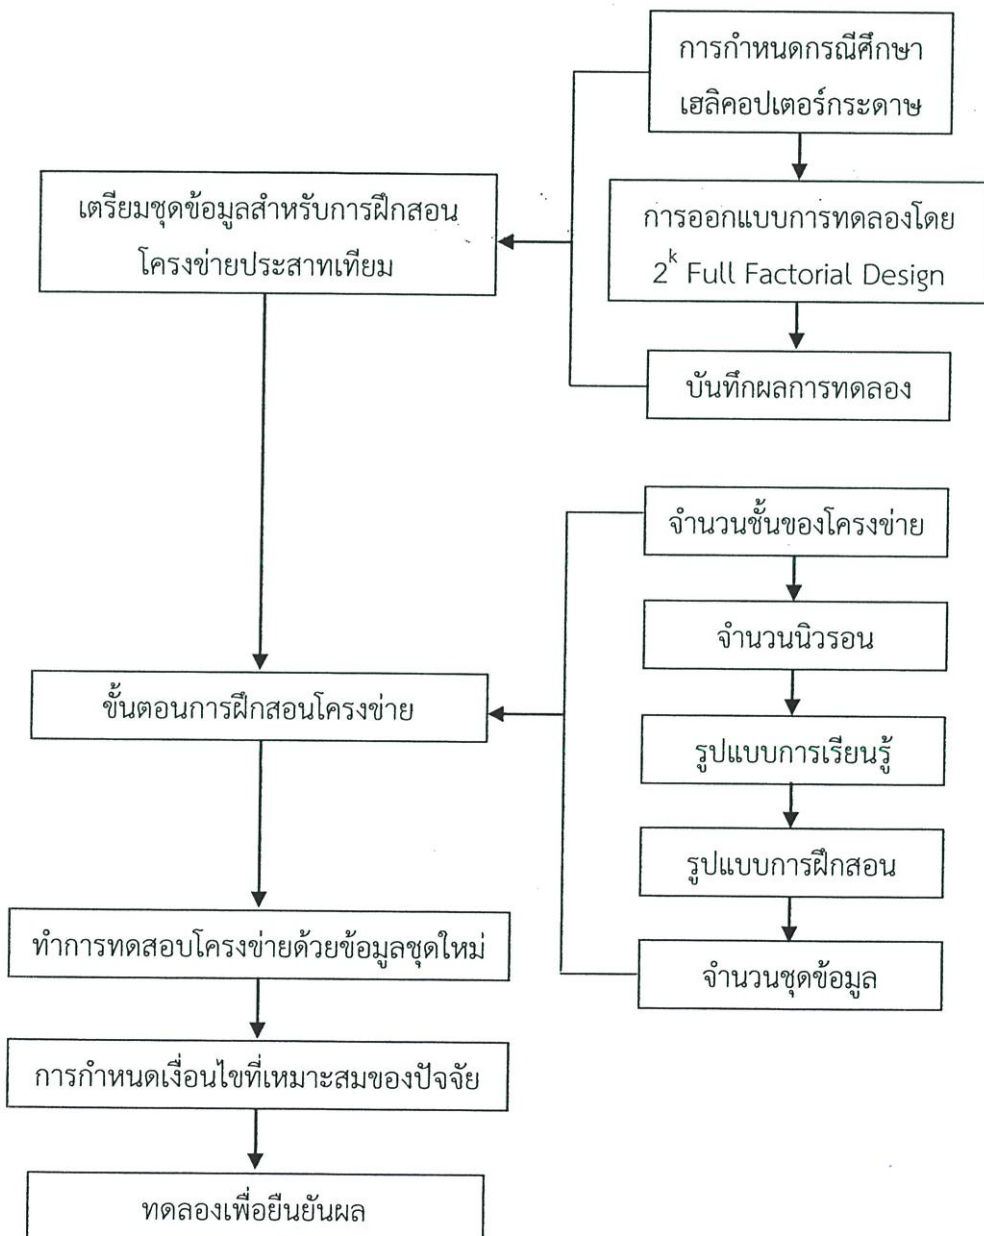 การกำหนดกรณีศึกษา
เฮลิคอปเตอร์กระดาษ
เตรียมชุดข้อมูลสำหรับการฝึกสอน
โครงข่ายประสาทเทียม
การออกแบบการทดลองโดย
2^k Full Factorial Design
บันทึกผลการทดลอง
จำนวนชั้นของโครงข่าย
จำนวนนิวรอน
ขั้นตอนการฝึกสอนโครงข่าย
รูปแบบการเรียนรู้
รูปแบบการฝึกสอน
ทำการทดสอบโครงข่ายด้วยข้อมูลชุดใหม่
จำนวนชุดข้อมูล
การกำหนดเงื่อนไขที่เหมาะสมของปัจจัย
ทดลองเพื่อยืนยันผล